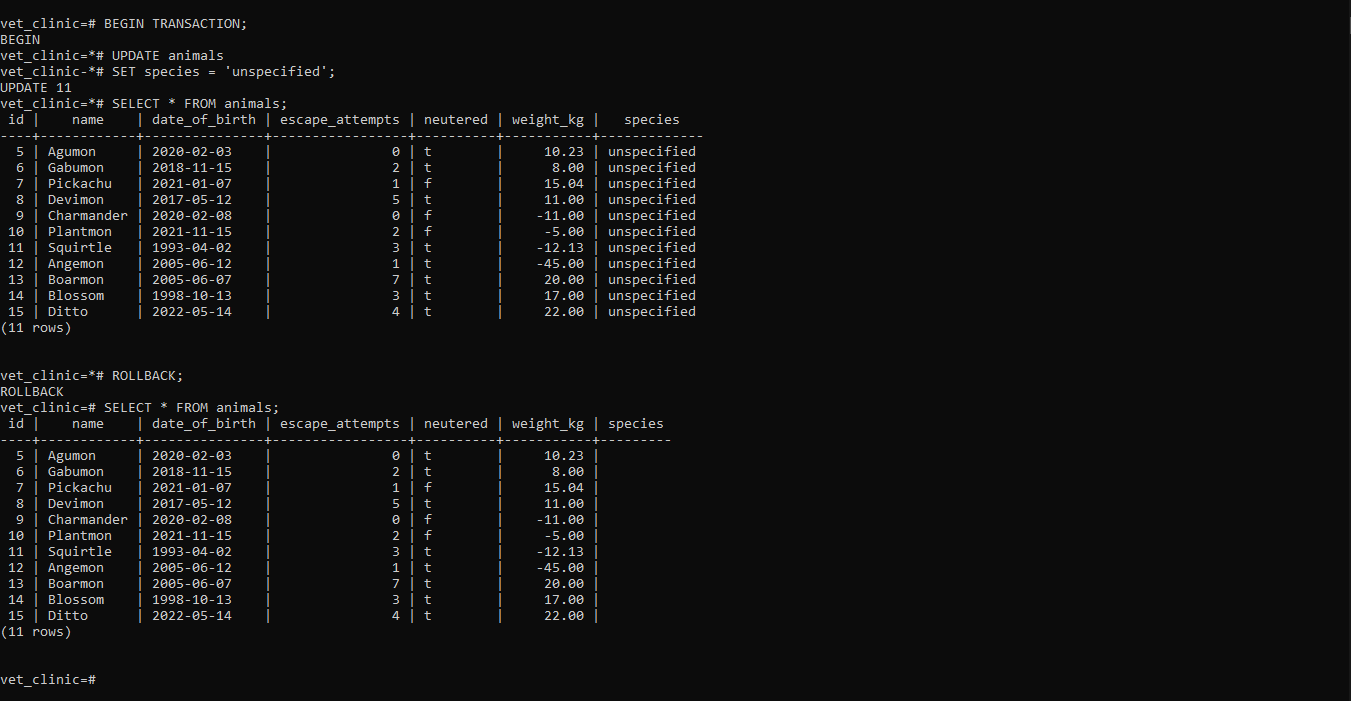 vet_clinic=# BEGIN TRANSACTION;
BEGIN
vet_clinic=*# UPDATE animals
vet_clinic-*# SET species = 'unspecified';
UPDATE 11
vet_clinic=*# SELECT * FROM animals;
 id |    name    | date_of_birth | escape_attempts | neutered | weight_kg |   species
----+------------+---------------+-----------------+----------+-----------+-------------
  5 | Agumon     | 2020-02-03    |               0 | t        |     10.23 | unspecified
  6 | Gabumon    | 2018-11-15    |               2 | t        |      8.00 | unspecified
  7 | Pickachu   | 2021-01-07    |               1 | f        |     15.04 | unspecified
  8 | Devimon    | 2017-05-12    |               5 | t        |     11.00 | unspecified
  9 | Charmander | 2020-02-08    |               0 | f        |    -11.00 | unspecified
 10 | Plantmon   | 2021-11-15    |               2 | f        |     -5.00 | unspecified
 11 | Squirtle   | 1993-04-02    |               3 | t        |    -12.13 | unspecified
 12 | Angemon    | 2005-06-12    |               1 | t        |    -45.00 | unspecified
 13 | Boarmon    | 2005-06-07    |               7 | t        |     20.00 | unspecified
 14 | Blossom    | 1998-10-13    |               3 | t        |     17.00 | unspecified
 15 | Ditto      | 2022-05-14    |               4 | t        |     22.00 | unspecified
(11 rows)
vet_clinic=*# ROLLBACK;
ROLLBACK
vet_clinic=# SELECT * FROM animals;
 id |    name    | date_of_birth | escape_attempts | neutered | weight_kg | species
----+------------+---------------+-----------------+----------+-----------+---------
  5 | Agumon     | 2020-02-03    |               0 | t        |     10.23 |
  6 | Gabumon    | 2018-11-15    |               2 | t        |      8.00 |
  7 | Pickachu   | 2021-01-07    |               1 | f        |     15.04 |
  8 | Devimon    | 2017-05-12    |               5 | t        |     11.00 |
  9 | Charmander | 2020-02-08    |               0 | f        |    -11.00 |
 10 | Plantmon   | 2021-11-15    |               2 | f        |     -5.00 |
 11 | Squirtle   | 1993-04-02    |               3 | t        |    -12.13 |
 12 | Angemon    | 2005-06-12    |               1 | t        |    -45.00 |
 13 | Boarmon    | 2005-06-07    |               7 | t        |     20.00 |
 14 | Blossom    | 1998-10-13    |               3 | t        |     17.00 |
 15 | Ditto      | 2022-05-14    |               4 | t        |     22.00 |
(11 rows)
vet_clinic=#